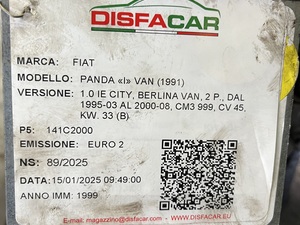 DISFACAR
MARCA: FIAT
MODELLO: PANDA «I» VAN (1991)
VERSIONE: 1.0 IE CITY, BERLINA VAN, 2 P., DAL
1995-03 AL 2000-08, CM3 999, CV 45,
KW. 33 (B)
P5: 141C2000
EMISSIONE: EURO 2
NS: 89/2025
DATA:15/01/2025 09:49:00
ANNO IMM: 1999
E-mail: magazzino@disfacar.eu - WWW.DISFACAR.EU